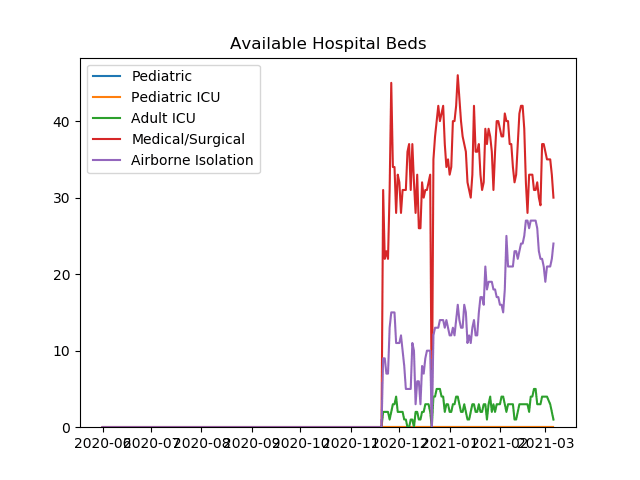 Available Hospital Beds
Pediatric
Pediatric ICU
Adult ICU
Medical/Surgical
Airborne Isolation
40
30
20
10
0
2020-06 2020-07 2020-08 2020-09 2020-10 2020-11 2020-12 2021-01 2021-02 2021-03